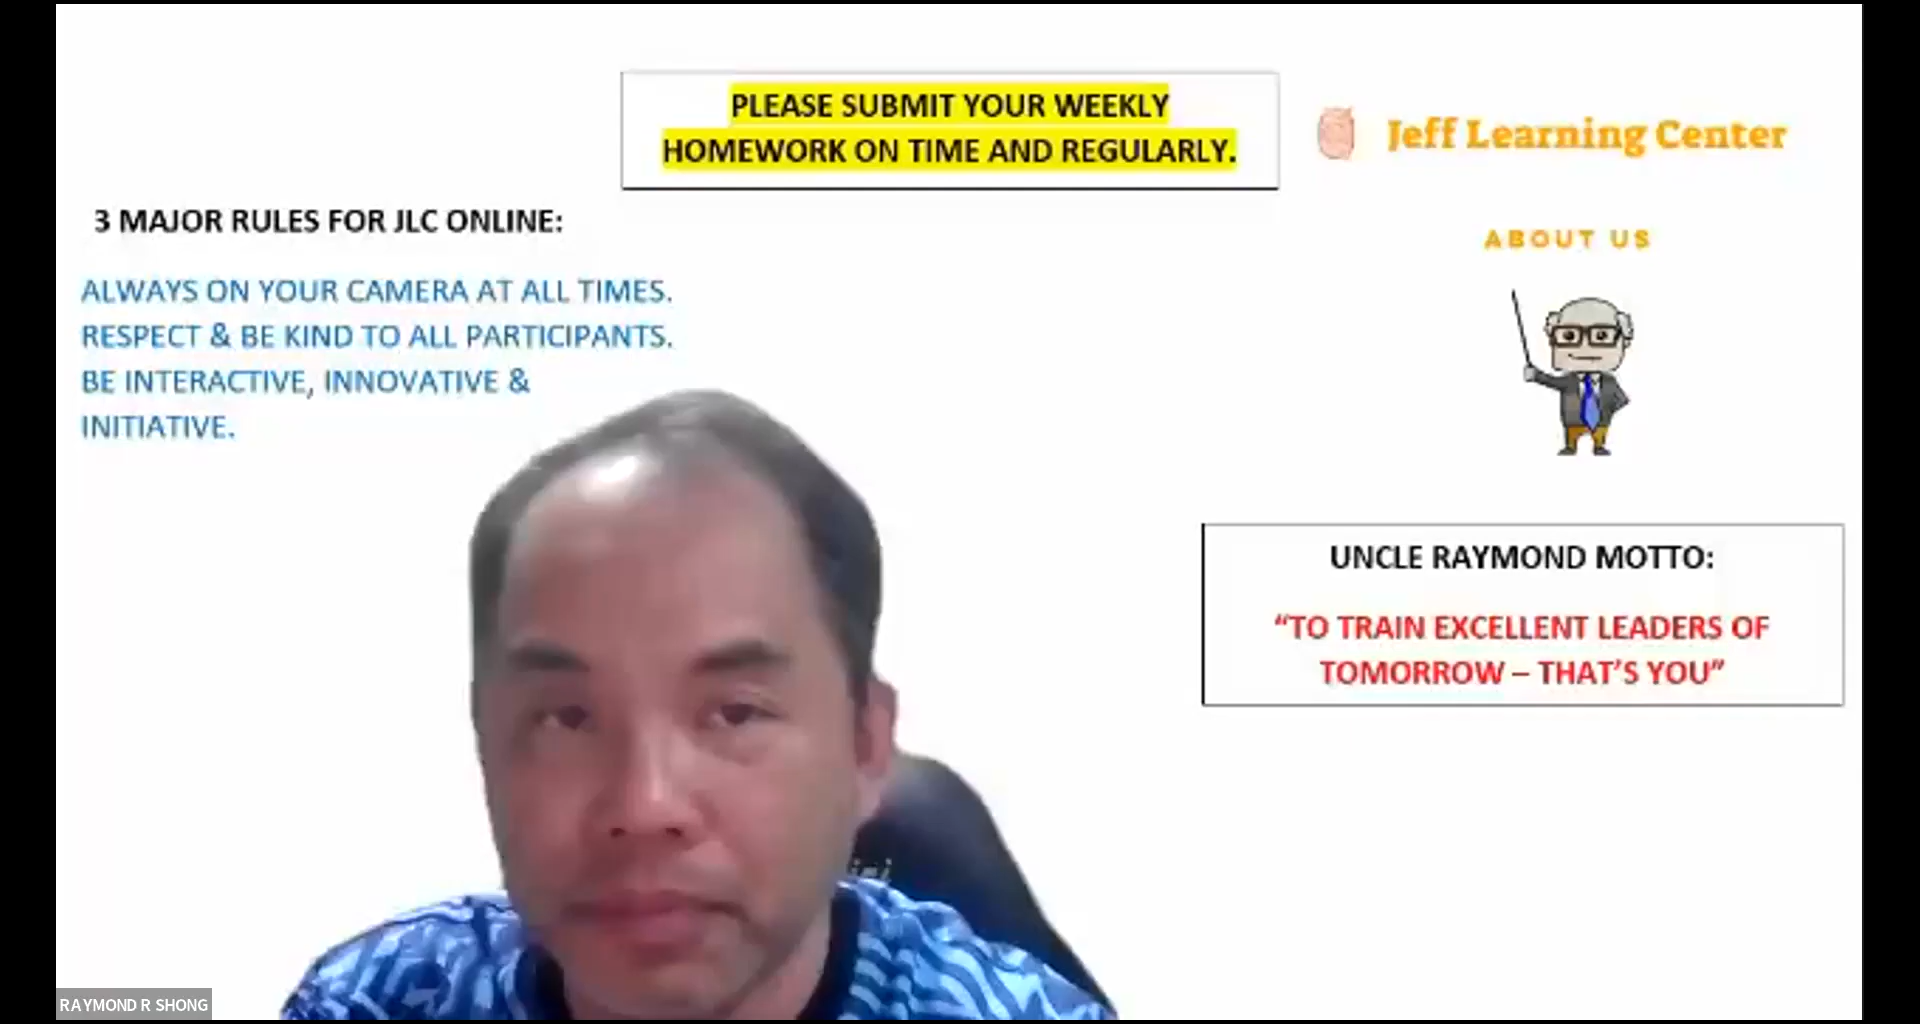 PLEASE SUBMIT YOUR WEEKLY
HOMEWORK ON TIME AND REGULARLY.
Jeff Learning Center
3 MAJOR RULES FOR JLC ONLINE:
ABOUT US
ALWAYS ON YOUR CAMERA AT ALL TIMES.
RESPECT & BE KIND TO ALL PARTICIPANTS.
BE INTERACTIVE, INNOVATIVE &
INITIATIVE.
UNCLE RAYMOND MOTTO:
“TO TRAIN EXCELLENT LEADERS OF
TOMORROW – THAT’S YOU”
RAYMOND R SHONG